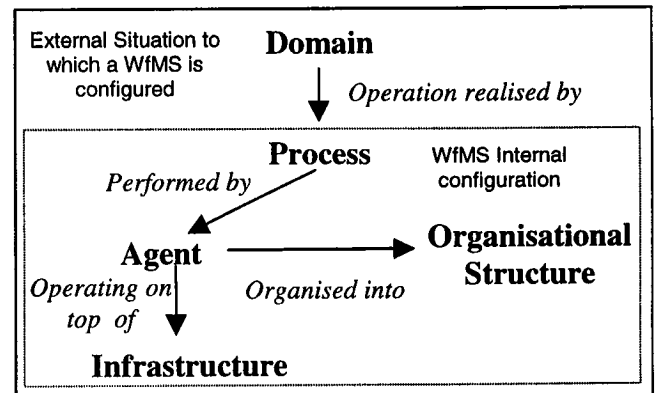 External Situation to
which a WfMS is
configured
Domain
Operation realised by
Process
WfMS Internal
configuration
Performed by
Agent
Organisational
Structure
Operating on
top of
Organised into
Infrastructure